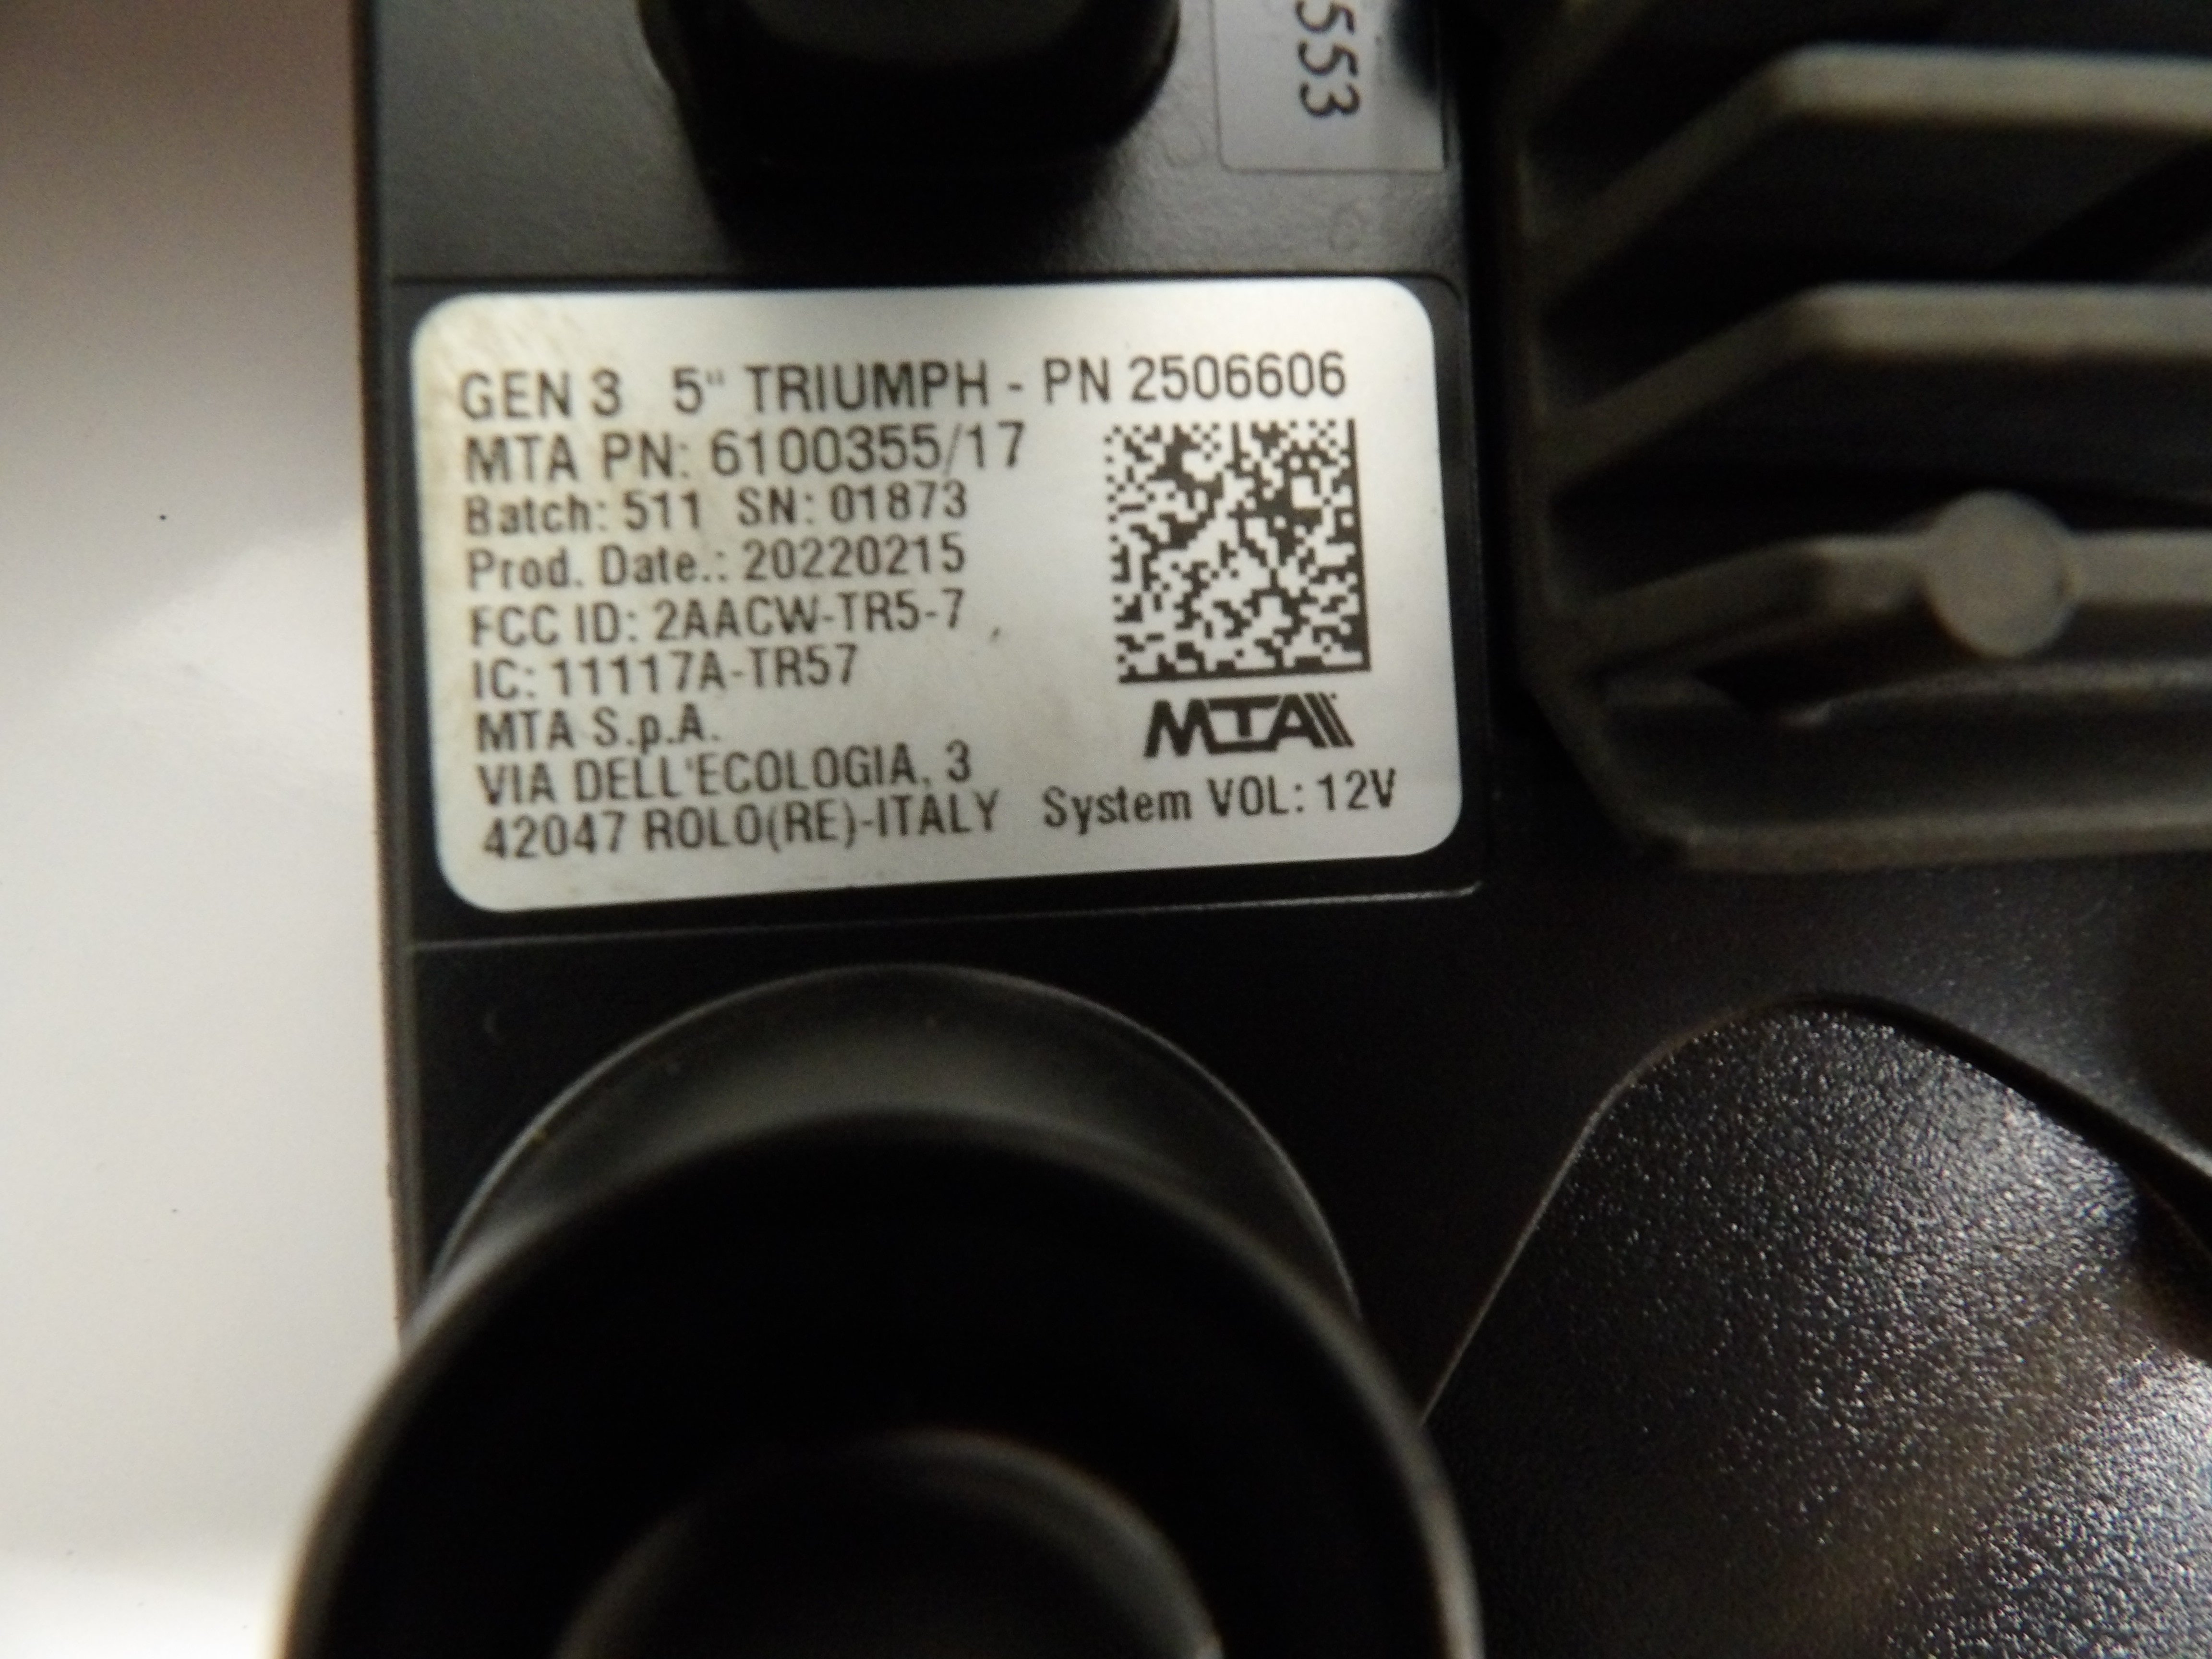 553
GEN 3 5" TRIUMPH - PN 2506606
MTA PN: 6100355/17
Batch: 511 SN: 01873
Prod. Date.: 20220215
FCC ID: 2AACW-TR5-7
IC: 11117A-TR57
MTA S.p.A.
VIA DELL'ECOLOGIA, 3
42047 ROLO(RE)-ITALY
MTA
System VOL: 12V